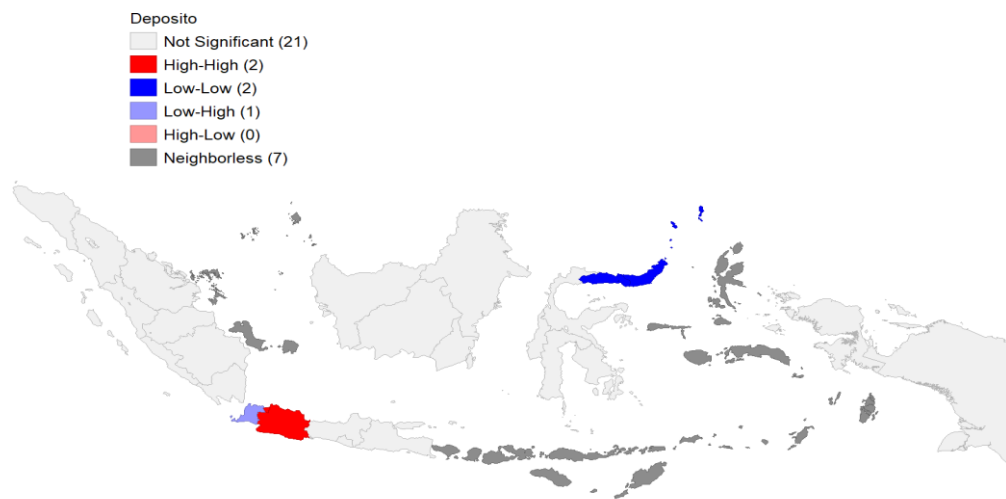 Deposito
Not Significant (21)
High-High (2)
Low-Low (2)
Low-High (1)
High-Low (0)
Neighborless (7)